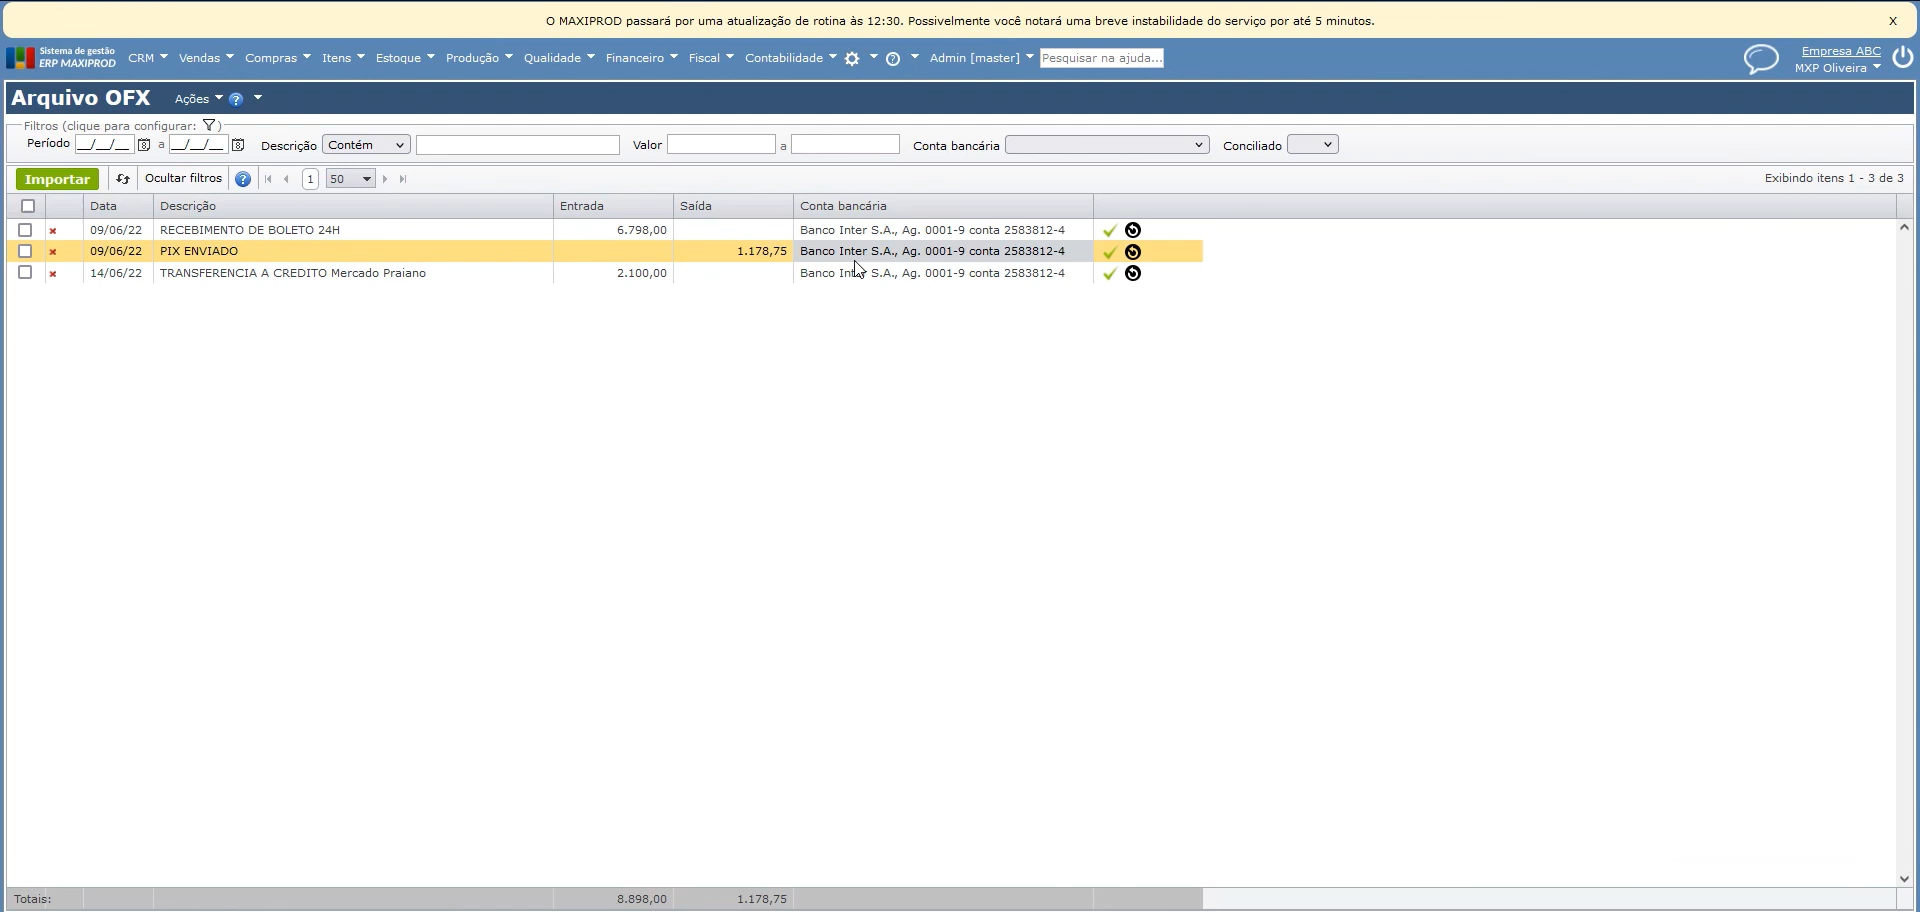 O MAXIPROD passará por uma atualização de rotina às 12:30. Possivelmente você notará uma breve instabilidade do serviço por até 5 minutos. X
Sistema de gestão
ERP MAXIPROD
CRM Vendas Compras Itens Estoque Produção Qualidade Financeiro Fiscal Contabilidade ? Admin [master] Pesquisar na ajuda...
Empresa ABC
MXP Oliveira
Arquivo OFX Ações ?
Filtros (clique para configurar: )
Período __/__/__ a __/__/__ Descrição Contém Valor a Conta bancária Conciliado
Importar Ocultar filtros ? 1 50 Exibindo itens 1 - 3 de 3
Data Descrição Entrada Saída Conta bancária
09/06/22 RECEBIMENTO DE BOLETO 24H 6.798,00 Banco Inter S.A., Ag. 0001-9 conta 2583812-4
09/06/22 PIX ENVIADO 1.178,75 Banco Inter S.A., Ag. 0001-9 conta 2583812-4
14/06/22 TRANSFERENCIA A CREDITO Mercado Praiano 2.100,00 Banco Inter S.A., Ag. 0001-9 conta 2583812-4
Totais: 8.898,00 1.178,75